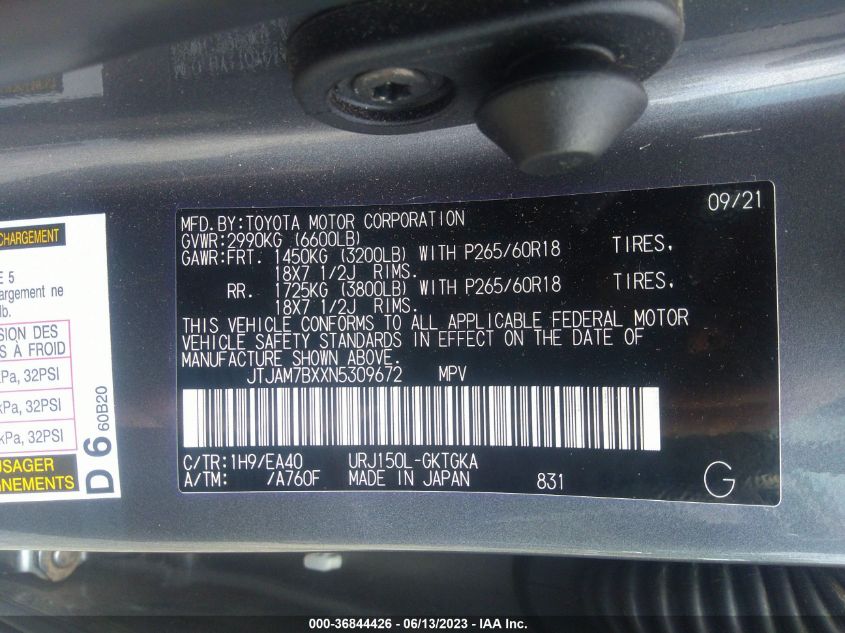 09/21
MFD. BY: TOYOTA MOTOR CORPORATION
GVWR: 2990KG (6600LB)
GAWR: FRT. 1450KG (3200LB) WITH P265/60R18 TIRES,
18X7 1/2J RIMS.
RR. 1725KG (3800LB) WITH P265/60R18 TIRES,
18X7 1/2J RIMS.
THIS VEHICLE CONFORMS TO ALL APPLICABLE FEDERAL MOTOR
VEHICLE SAFETY STANDARDS IN EFFECT ON THE DATE OF
MANUFACTURE SHOWN ABOVE.
JTJAM7BXXN5309672 MPV
C/TR: 1H9/EA40 URJ150L-GKTGKA
A/TM: /A760F MADE IN JAPAN 831 G
CHARGEMENT
E 5
argement ne
lb.
SION DES
S À FROID
kPa, 32PSI
kPa, 32PSI
kPa, 32PSI
USAGER
GNEMENTS
D 6 60B20
000-36844426 - 06/13/2023 - IAA Inc.